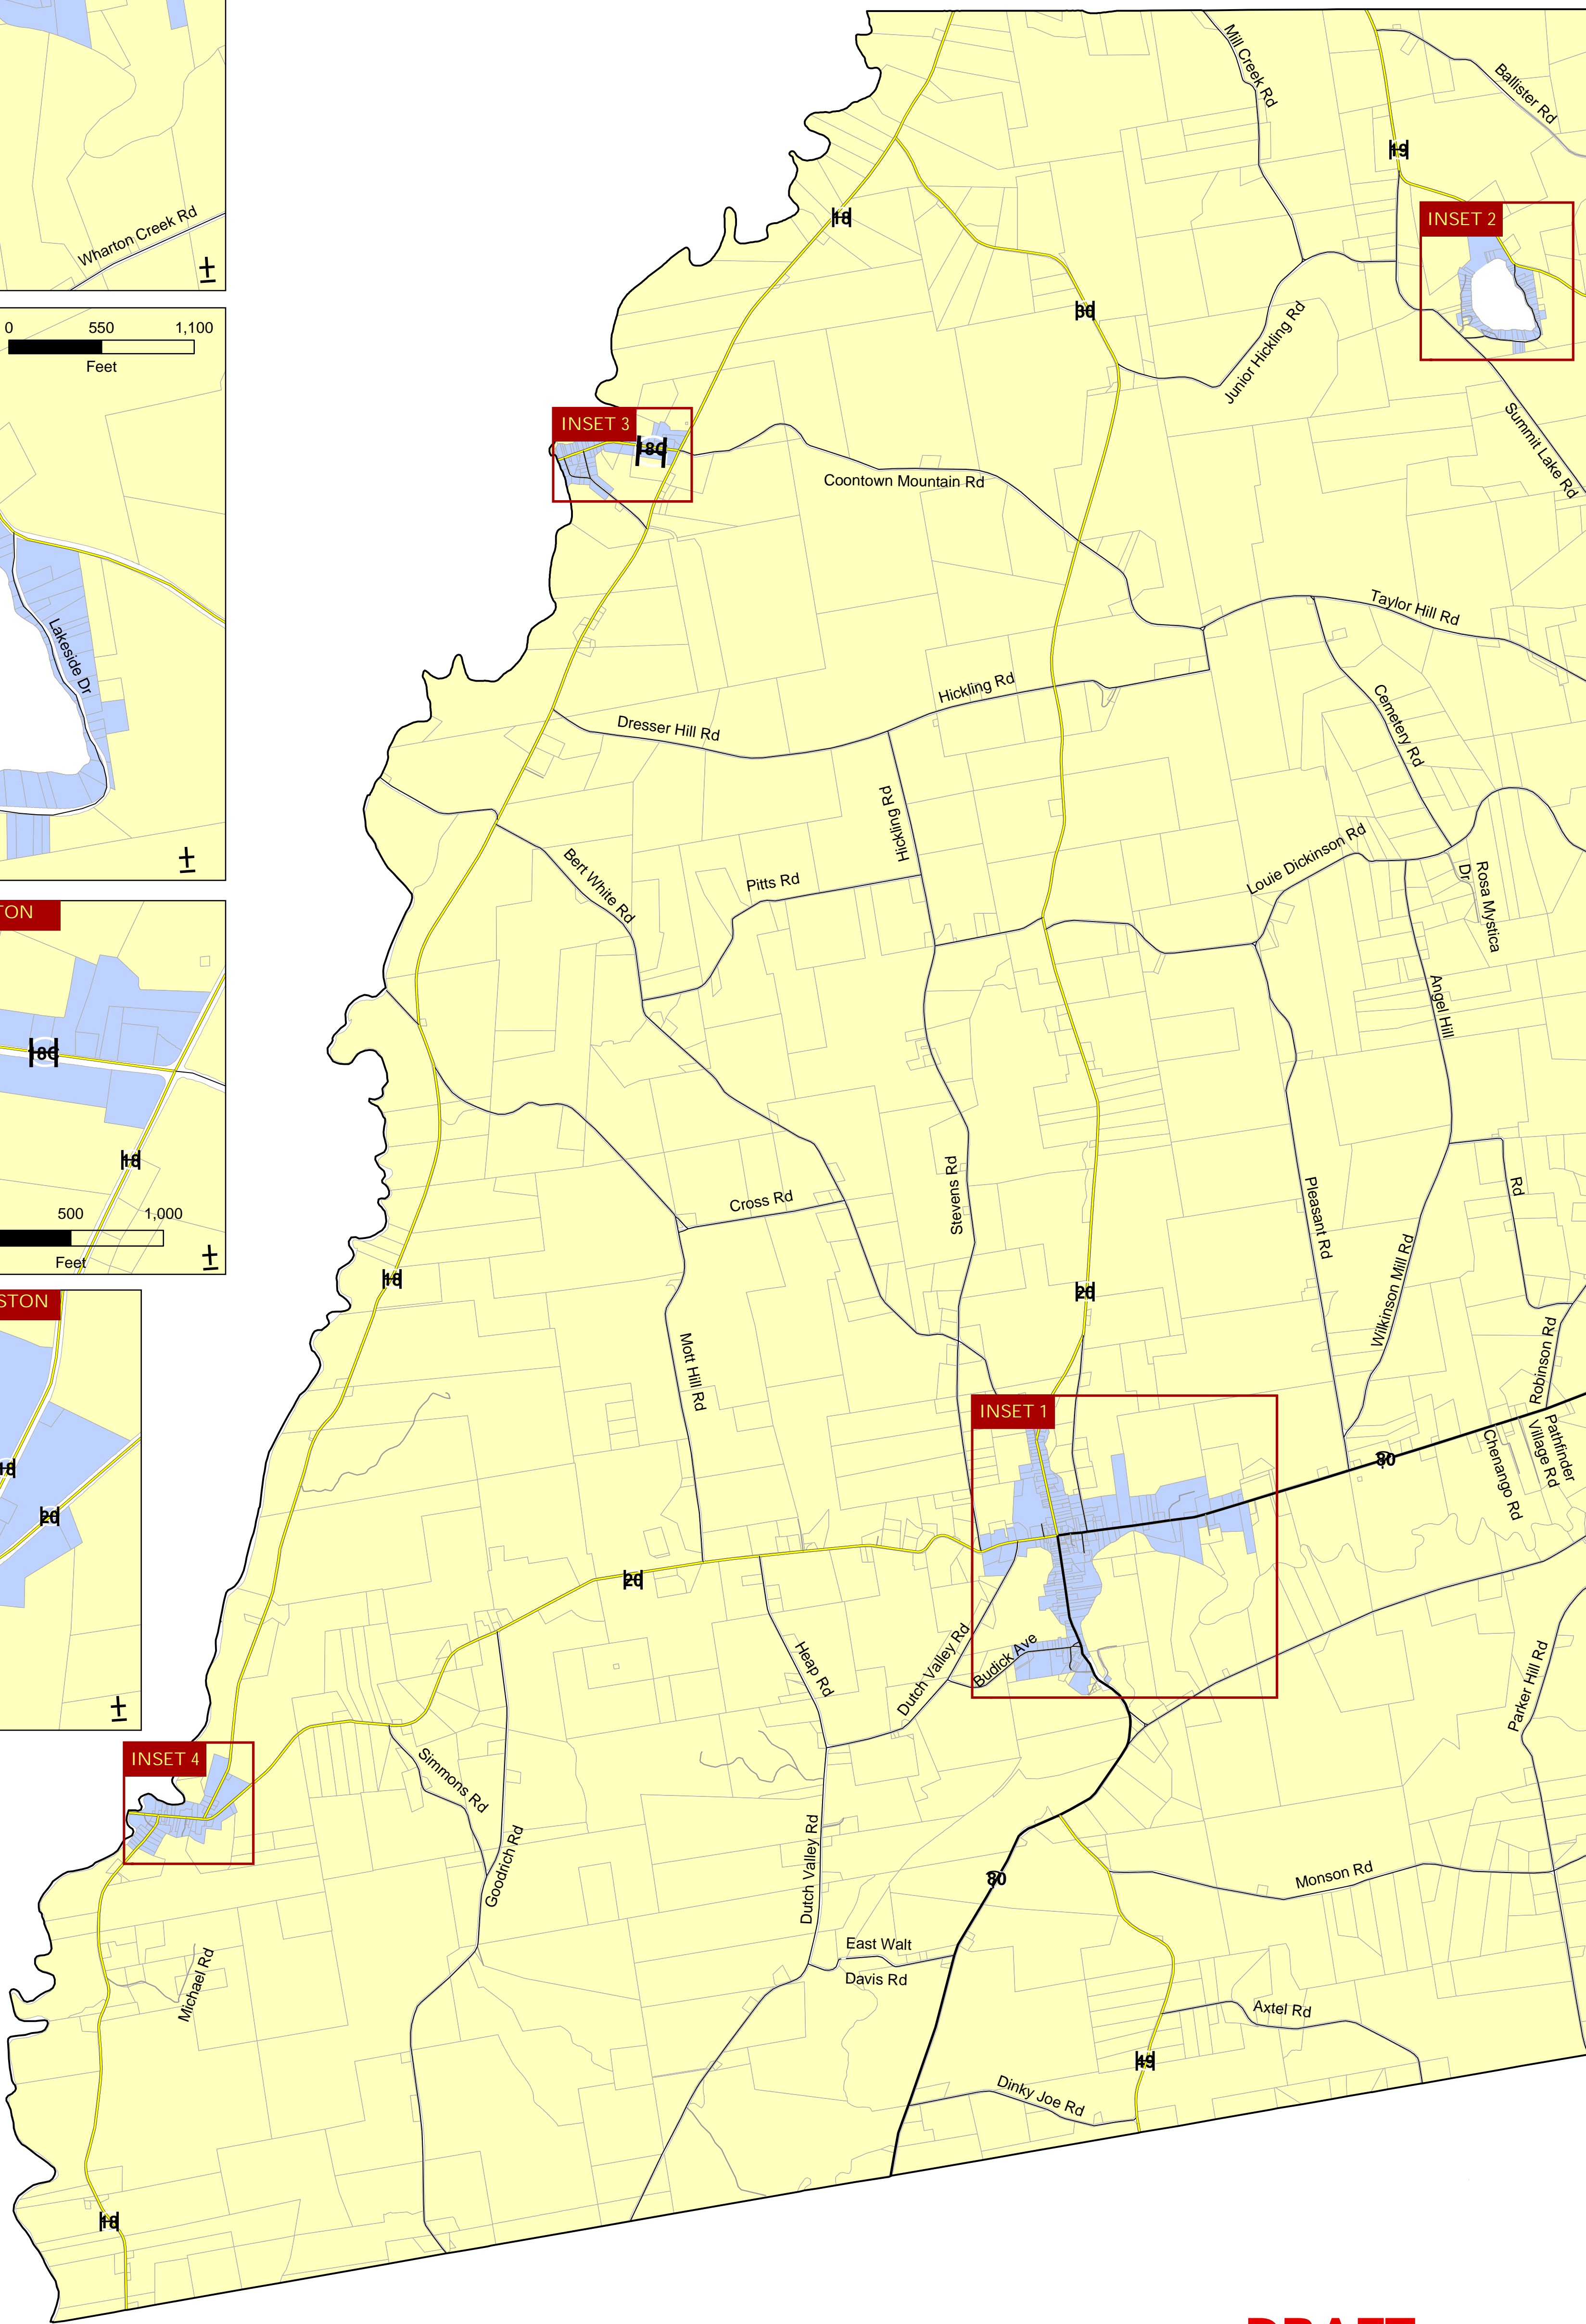 Mill Creek Rd
Ballister Rd
19
18
INSET 2
Wharton Creek Rd
30
Junior Hickling Rd
0 550 1,100
Feet
INSET 3
18C
Summit Lake Rd
Coontown Mountain Rd
Taylor Hill Rd
Lakeside Dr
Hickling Rd
Dresser Hill Rd
Cemetery Rd
Hickling Rd
Louie Dickinson Rd
Bert White Rd
Pitts Rd
Rosa Mystica
Dr
TON
Angel Hill
18C
18
Cross Rd
Stevens Rd
Pleasant Rd
Rd
500 1,000
Feet
18
20
Wilkinson Mill Rd
STON
Mott Hill Rd
Robinson Rd
INSET 1
Pathfinder
Village Rd
Chenango Rd
80
18
20
20
Heap Rd
Dutch Valley Rd
Budick Ave
Parker Hill Rd
INSET 4
Simmons Rd
Goodrich Rd
Dutch Valley Rd
80
Monson Rd
East Walt
Davis Rd
Michael Rd
Axtel Rd
49
Dinky Joe Rd
18
DRAFT